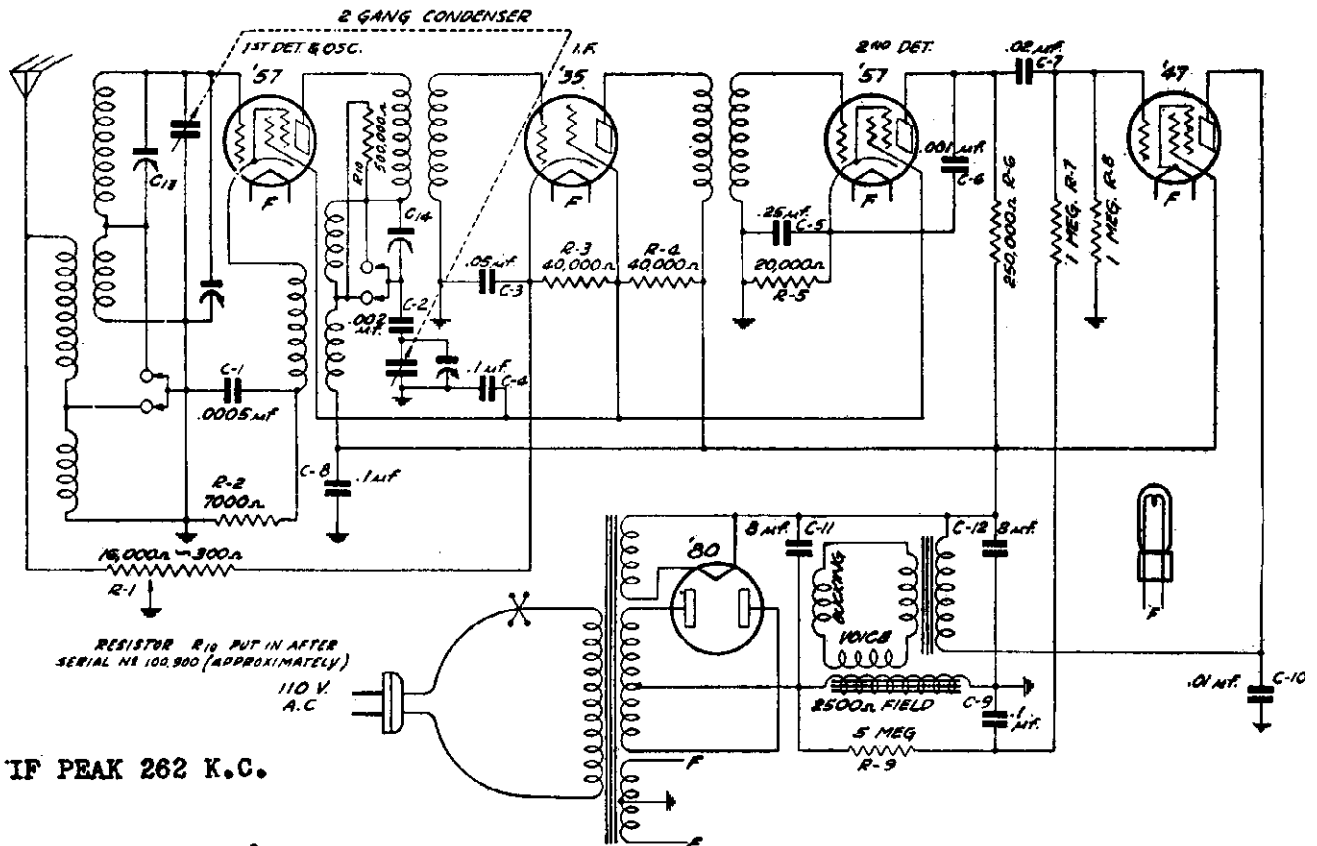 2 GANG CONDENSER
1ST DET & OSC.
I.F.
2ND DET.
'57
'35
'57
'47
.02 µf.
C-7
R10
500,000Ω
C13
C14
F
F
F
F
.001 µf.
C-6
.25 µf.
C-5
R-6
250,000Ω
1 MEG. R-7
1 MEG. R-8
.05 µf.
C-3
R-3
40,000Ω
R-4
40,000Ω
20,000Ω
R-5
C-2
.002
Mf.
.1 µf.
C-4
C-1
.0005 µf
C-8
.1 µf
R-2
7000Ω
16,000Ω — 300Ω
R-1
'80
8 µf.
C-11
C-12
8 µf.
BUCKING
VOICE
F
RESISTOR R10 PUT IN AFTER
SERIAL Nº 100,900 (APPROXIMATELY)
110 V.
A.C
2500Ω FIELD
C-9
.1
µf.
.01 µf.
C-10
5 MEG
R-9
F
F
IF PEAK 262 K.C.